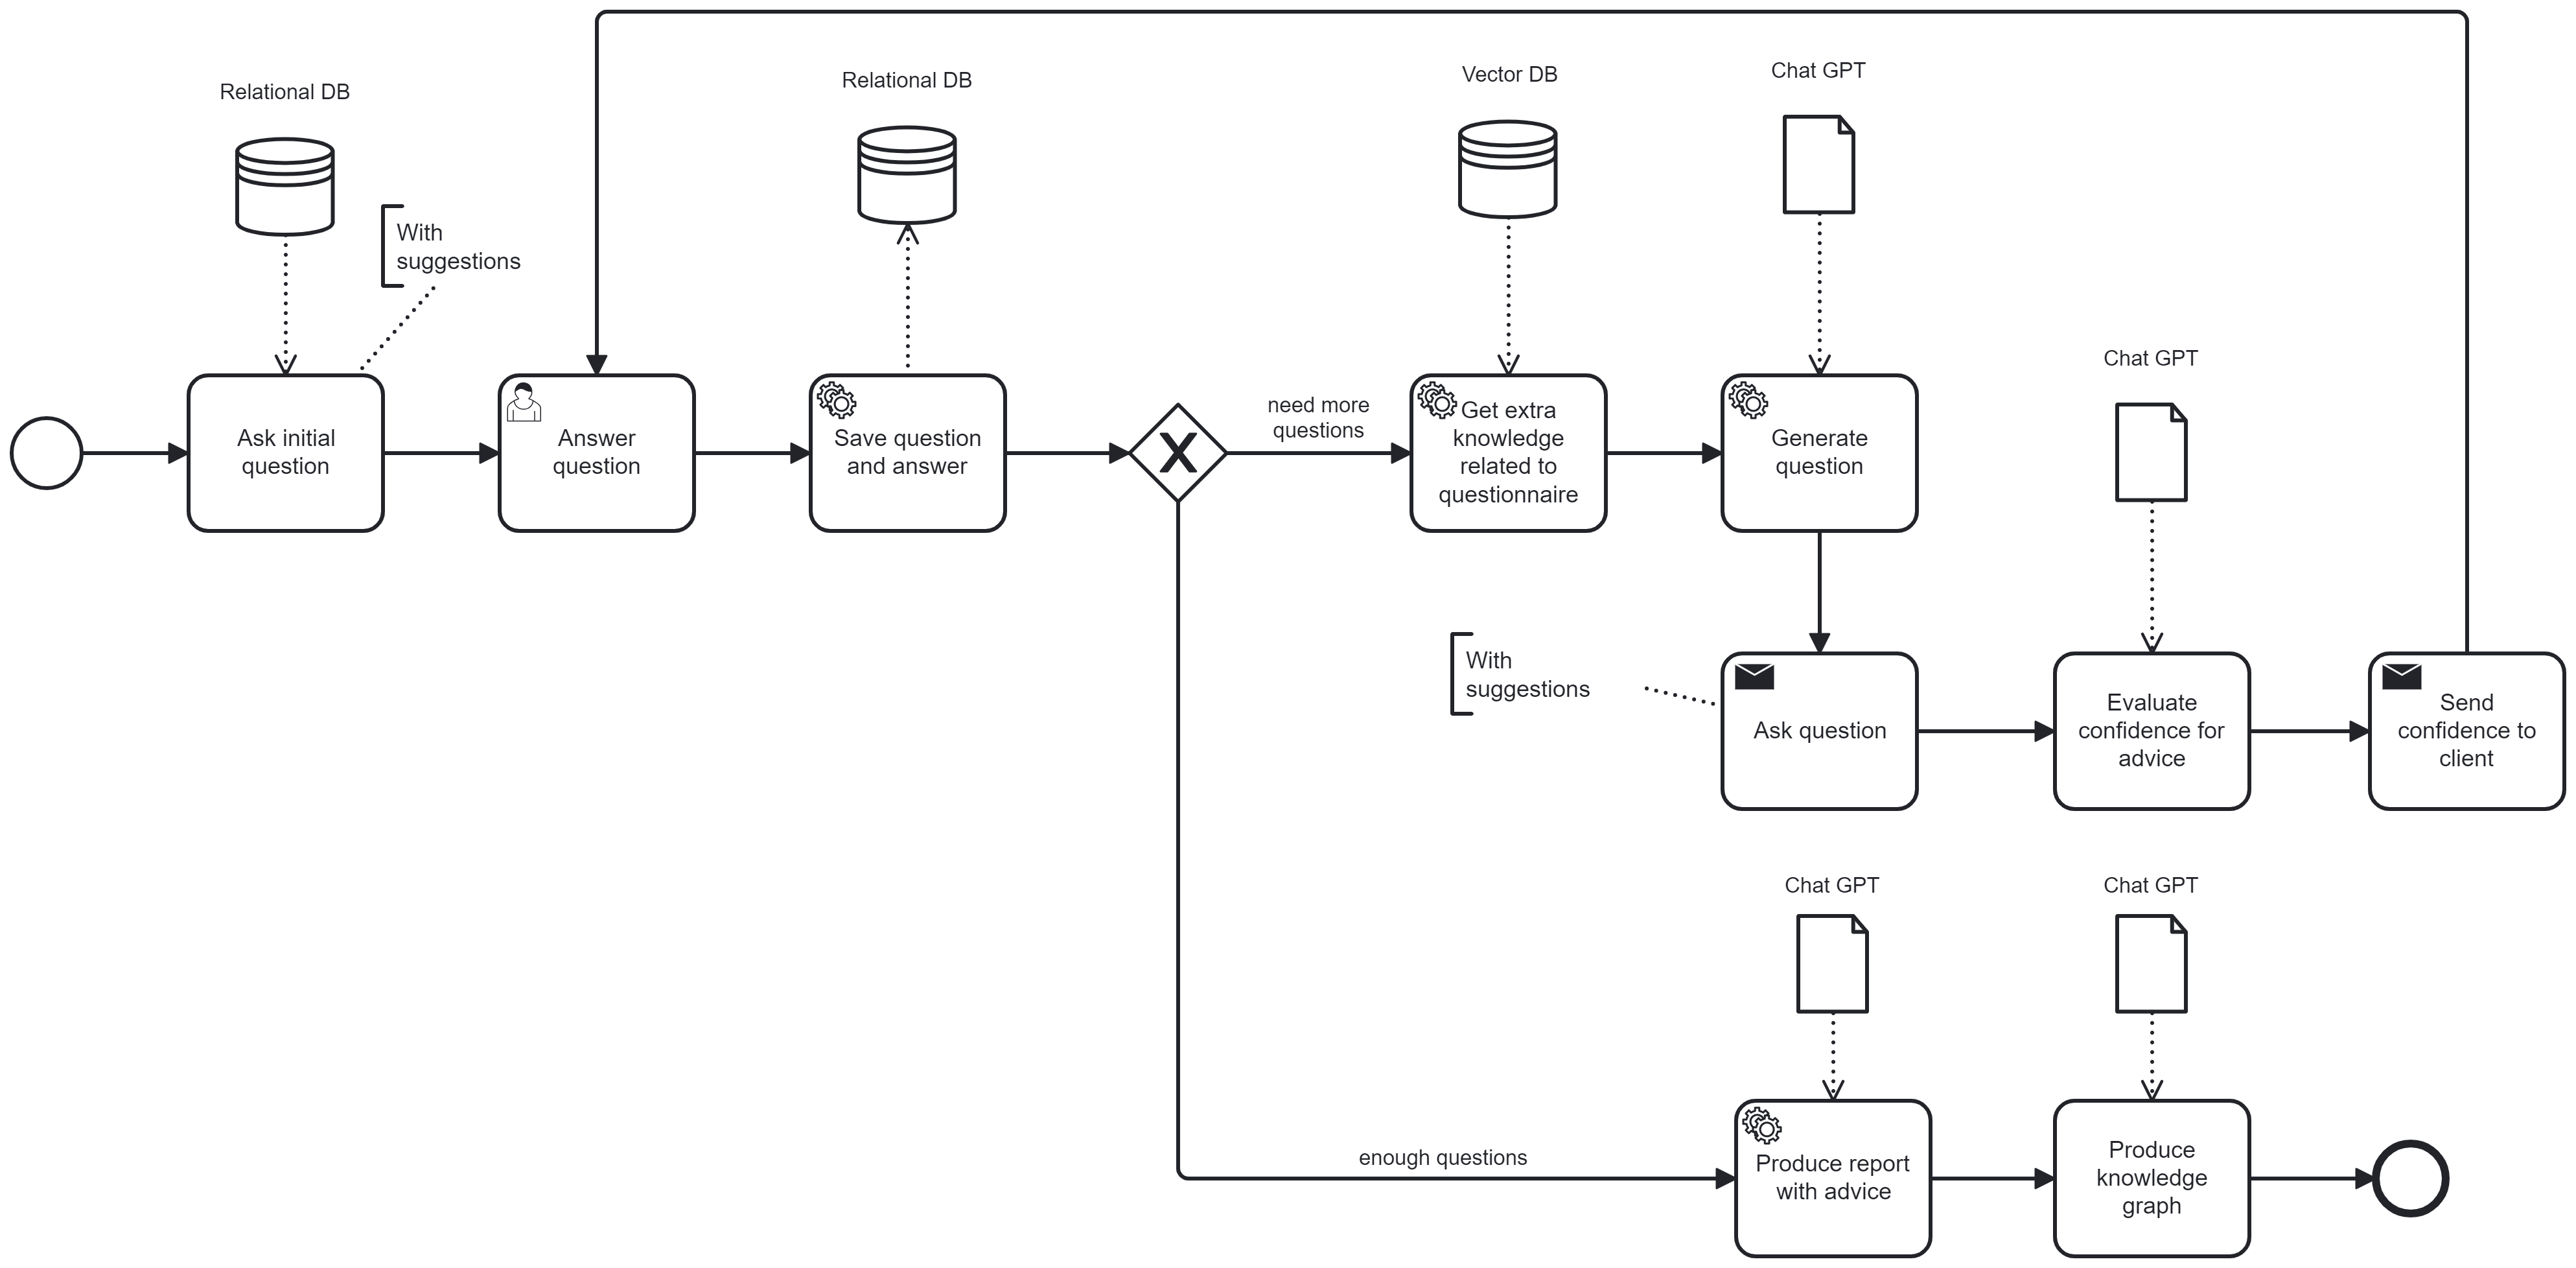 Relational DB
With
suggestions
Ask initial
question
Answer
question
Relational DB
Save question
and answer
need more
questions
Vector DB
Get extra
knowledge
related to
questionnaire
Chat GPT
Generate
question
With
suggestions
Ask question
Chat GPT
Evaluate
confidence for
advice
Send
confidence to
client
enough questions
Chat GPT
Produce report
with advice
Chat GPT
Produce
knowledge
graph